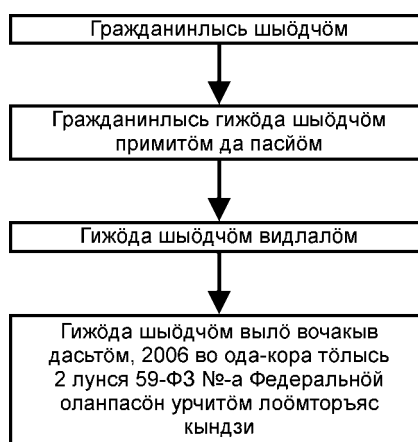 Гражданинлысь шыӧдчӧм
Гражданинлысь гижӧда шыӧдчӧм
примитӧм да пасйӧм
Гижӧда шыӧдчӧм видлалӧм
Гижӧда шыӧдчӧм вылӧ вочакыв
дасьтӧм, 2006 во ода-кора тӧлысь
2 лунся 59-ФЗ №-а Федеральнӧй
оланпасӧн урчитӧм лоӧмторъяс
кындзи